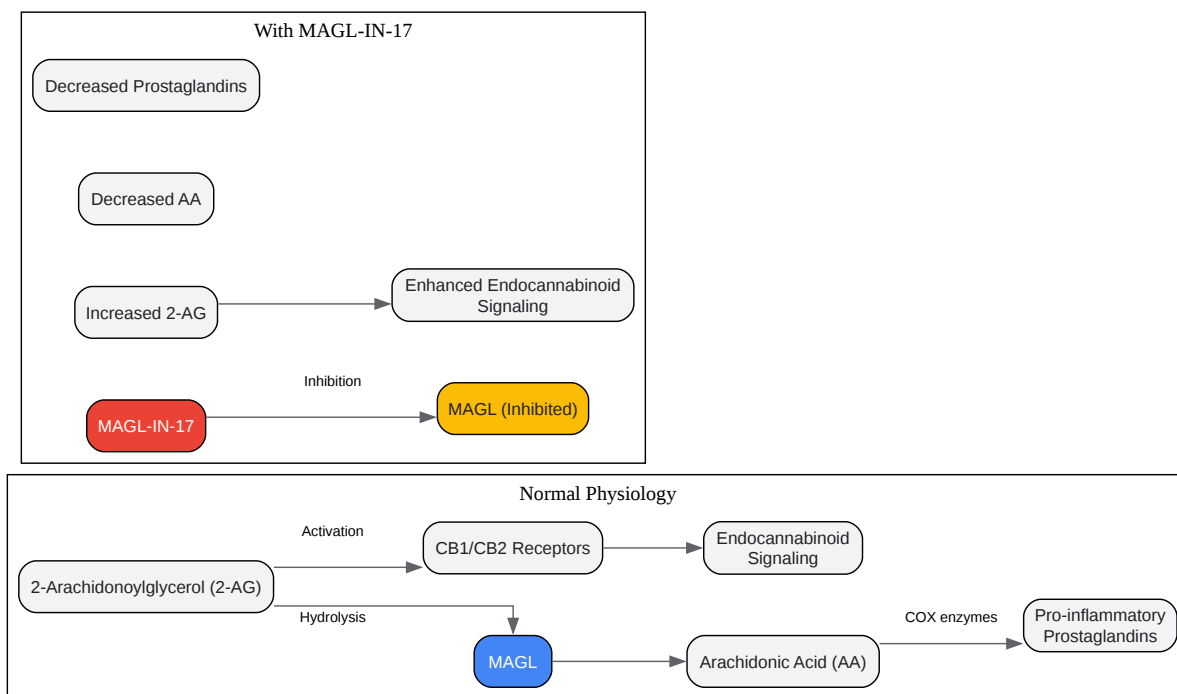 With MAGL-IN-17
Decreased Prostaglandins
Decreased AA
Increased 2-AG
Enhanced Endocannabinoid
Signaling
Inhibition
MAGL-IN-17
MAGL (Inhibited)
Normal Physiology
2-Arachidonoylglycerol (2-AG)
Activation
CB1/CB2 Receptors
Endocannabinoid
Signaling
Hydrolysis
MAGL
Arachidonic Acid (AA)
COX enzymes
Pro-inflammatory
Prostaglandins